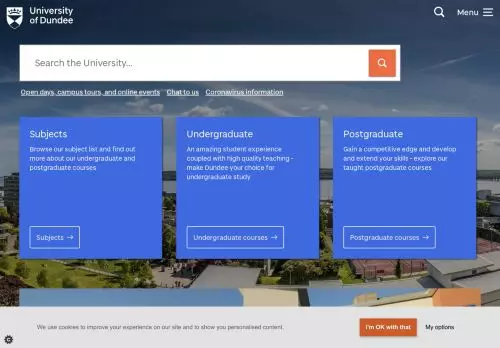 University
of Dundee
Menu
Search the University...
Open days, campus tours, and online events Chat to us Coronavirus information
Subjects
Browse our subject list and find out
more about our undergraduate and
postgraduate courses
Subjects →
Undergraduate
An amazing student experience
coupled with high quality teaching -
make Dundee your choice for
undergraduate study
Undergraduate courses →
Postgraduate
Gain a competitive edge and develop
and extend your skills - explore our
taught postgraduate courses
Postgraduate courses →
We use cookies to improve your experience on our site and to show you personalised content.
I'm OK with that
My options